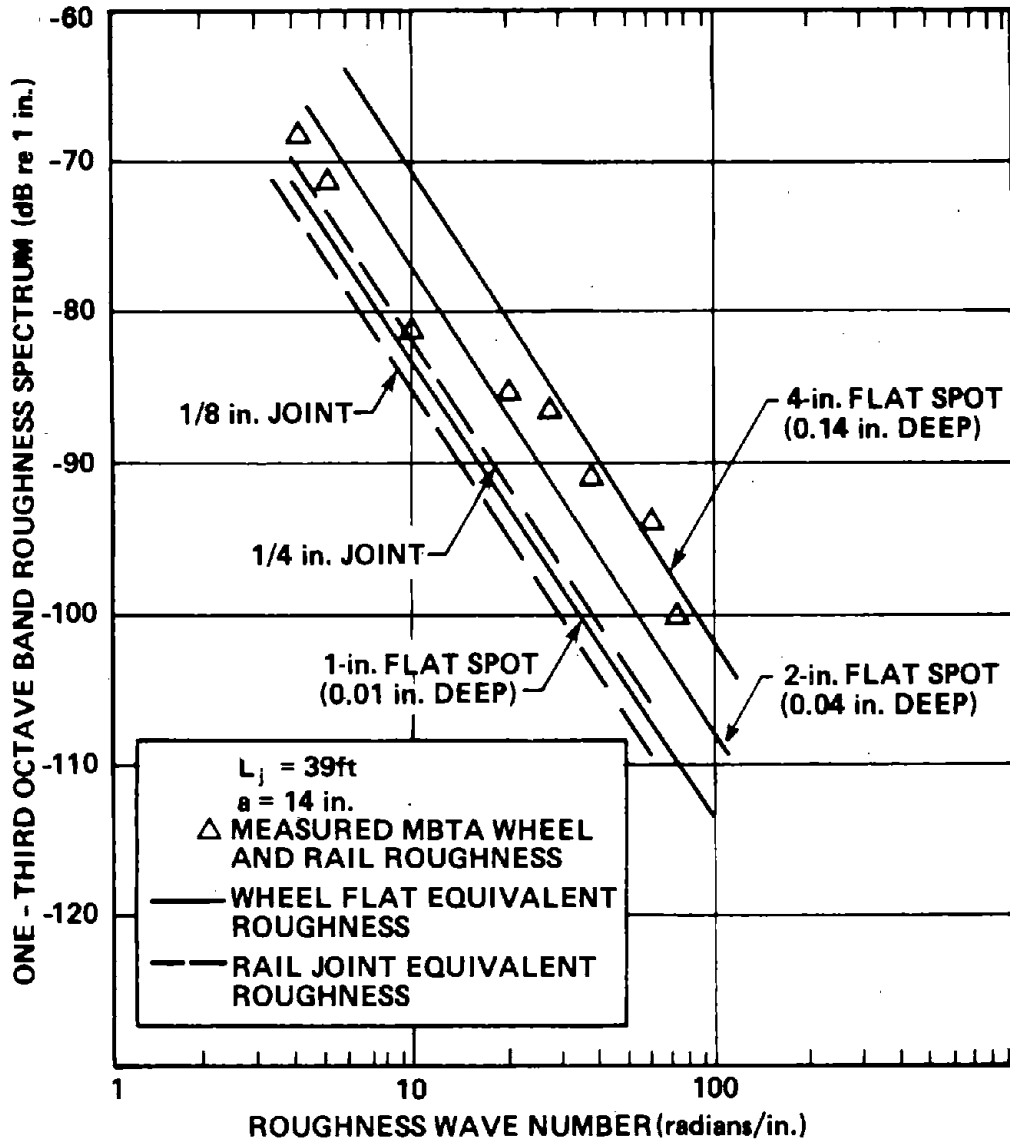 ONE - THIRD OCTAVE BAND ROUGHNESS SPECTRUM (dB re 1 in.)
-60
-70
-80
-90
-100
-110
-120
1/8 in. JOINT
1/4 in. JOINT
1-in. FLAT SPOT
(0.01 in. DEEP)
4-in. FLAT SPOT
(0.14 in. DEEP)
2-in. FLAT SPOT
(0.04 in. DEEP)
Lj = 39ft
a = 14 in.
△ MEASURED MBTA WHEEL
AND RAIL ROUGHNESS
WHEEL FLAT EQUIVALENT
ROUGHNESS
RAIL JOINT EQUIVALENT
ROUGHNESS
1 10 100
ROUGHNESS WAVE NUMBER (radians/in.)